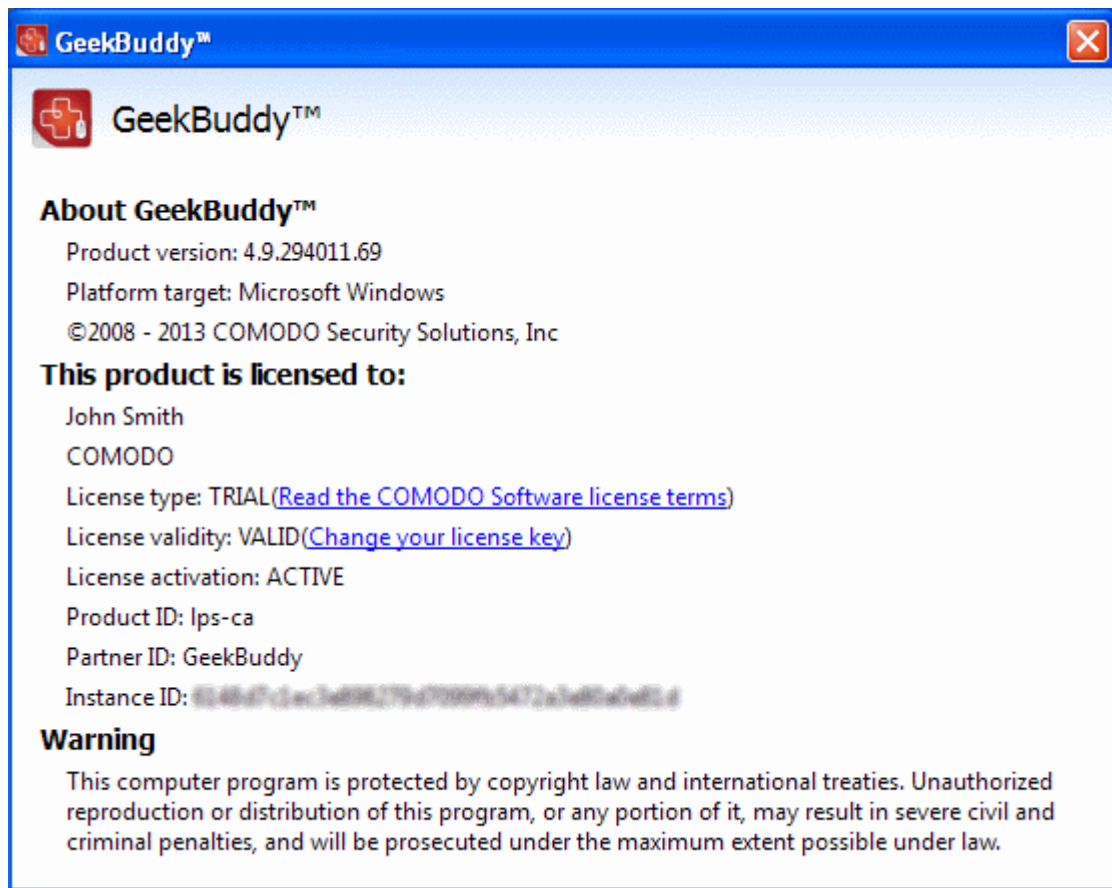 GeekBuddy™
GeekBuddy™
About GeekBuddy™
Product version: 4.9.294011.69
Platform target: Microsoft Windows
©2008 - 2013 COMODO Security Solutions, Inc
This product is licensed to:
John Smith
COMODO
License type: TRIAL(Read the COMODO Software license terms)
License validity: VALID(Change your license key)
License activation: ACTIVE
Product ID: lps-ca
Partner ID: GeekBuddy
Instance ID:
Warning
This computer program is protected by copyright law and international treaties. Unauthorized
reproduction or distribution of this program, or any portion of it, may result in severe civil and
criminal penalties, and will be prosecuted under the maximum extent possible under law.